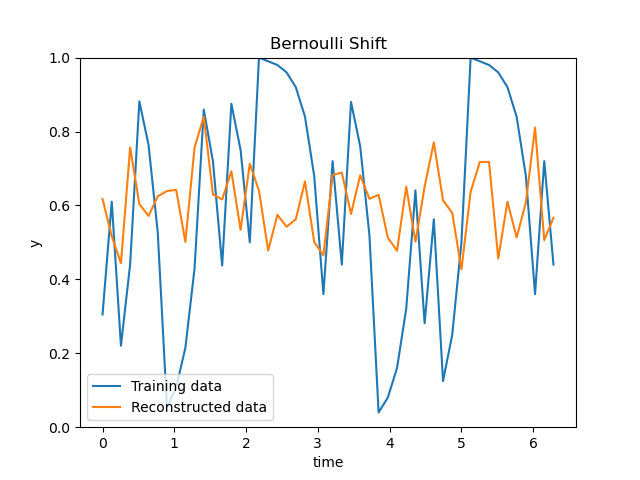 Bernoulli Shift
1.0
0.8
0.6
0.4
0.2
0.0
y
Training data
Reconstructed data
0 1 2 3 4 5 6
time